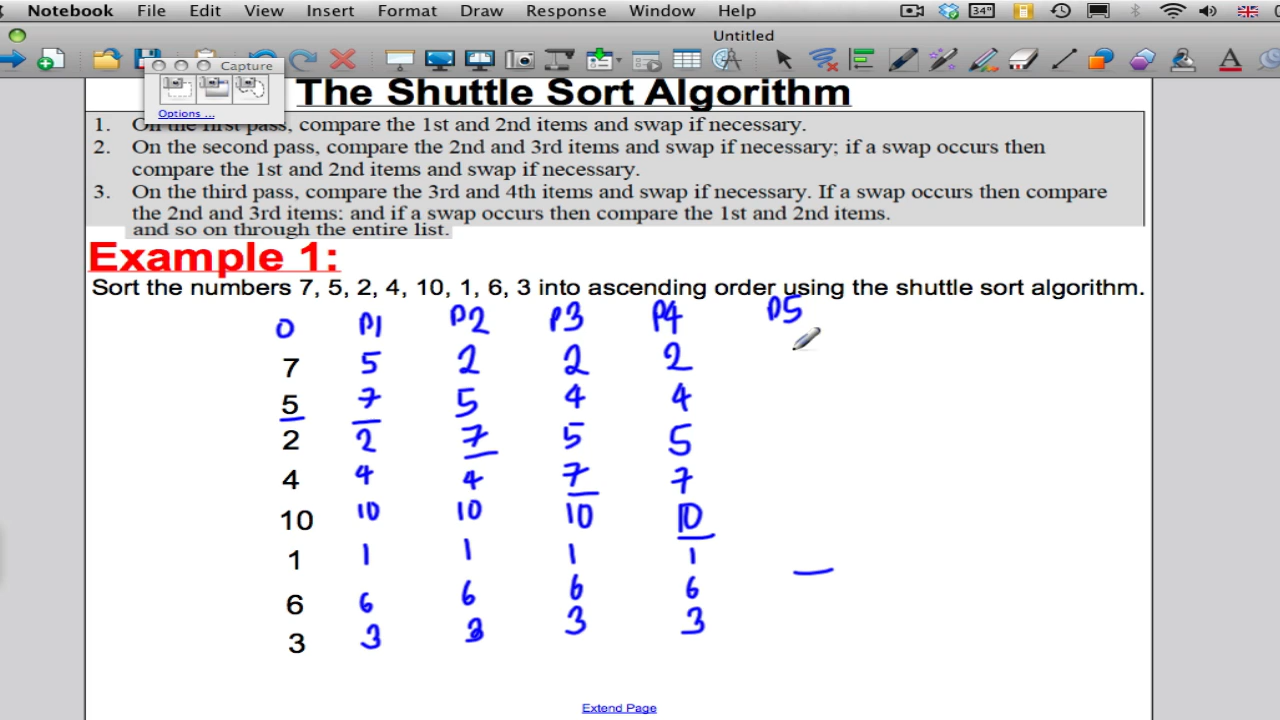 Notebook File Edit View Insert Format Draw Response Window Help
34°
Untitled
Capture
Options ...
The Shuttle Sort Algorithm
1. On the first pass, compare the 1st and 2nd items and swap if necessary.
2. On the second pass, compare the 2nd and 3rd items and swap if necessary; if a swap occurs then
compare the 1st and 2nd items and swap if necessary.
3. On the third pass, compare the 3rd and 4th items and swap if necessary. If a swap occurs then compare
the 2nd and 3rd items; and if a swap occurs then compare the 1st and 2nd items.
and so on through the entire list.
Example 1:
Sort the numbers 7, 5, 2, 4, 10, 1, 6, 3 into ascending order using the shuttle sort algorithm.
O P1 P2 P3 P4 P5
7 5 2 2 2
5 7 5 4 4
2 2 7 5 5
4 4 4 7 7
10 10 10 10 10
1 1 1 1 1
6 6 6 6 6
3 3 3 3 3
Extend Page